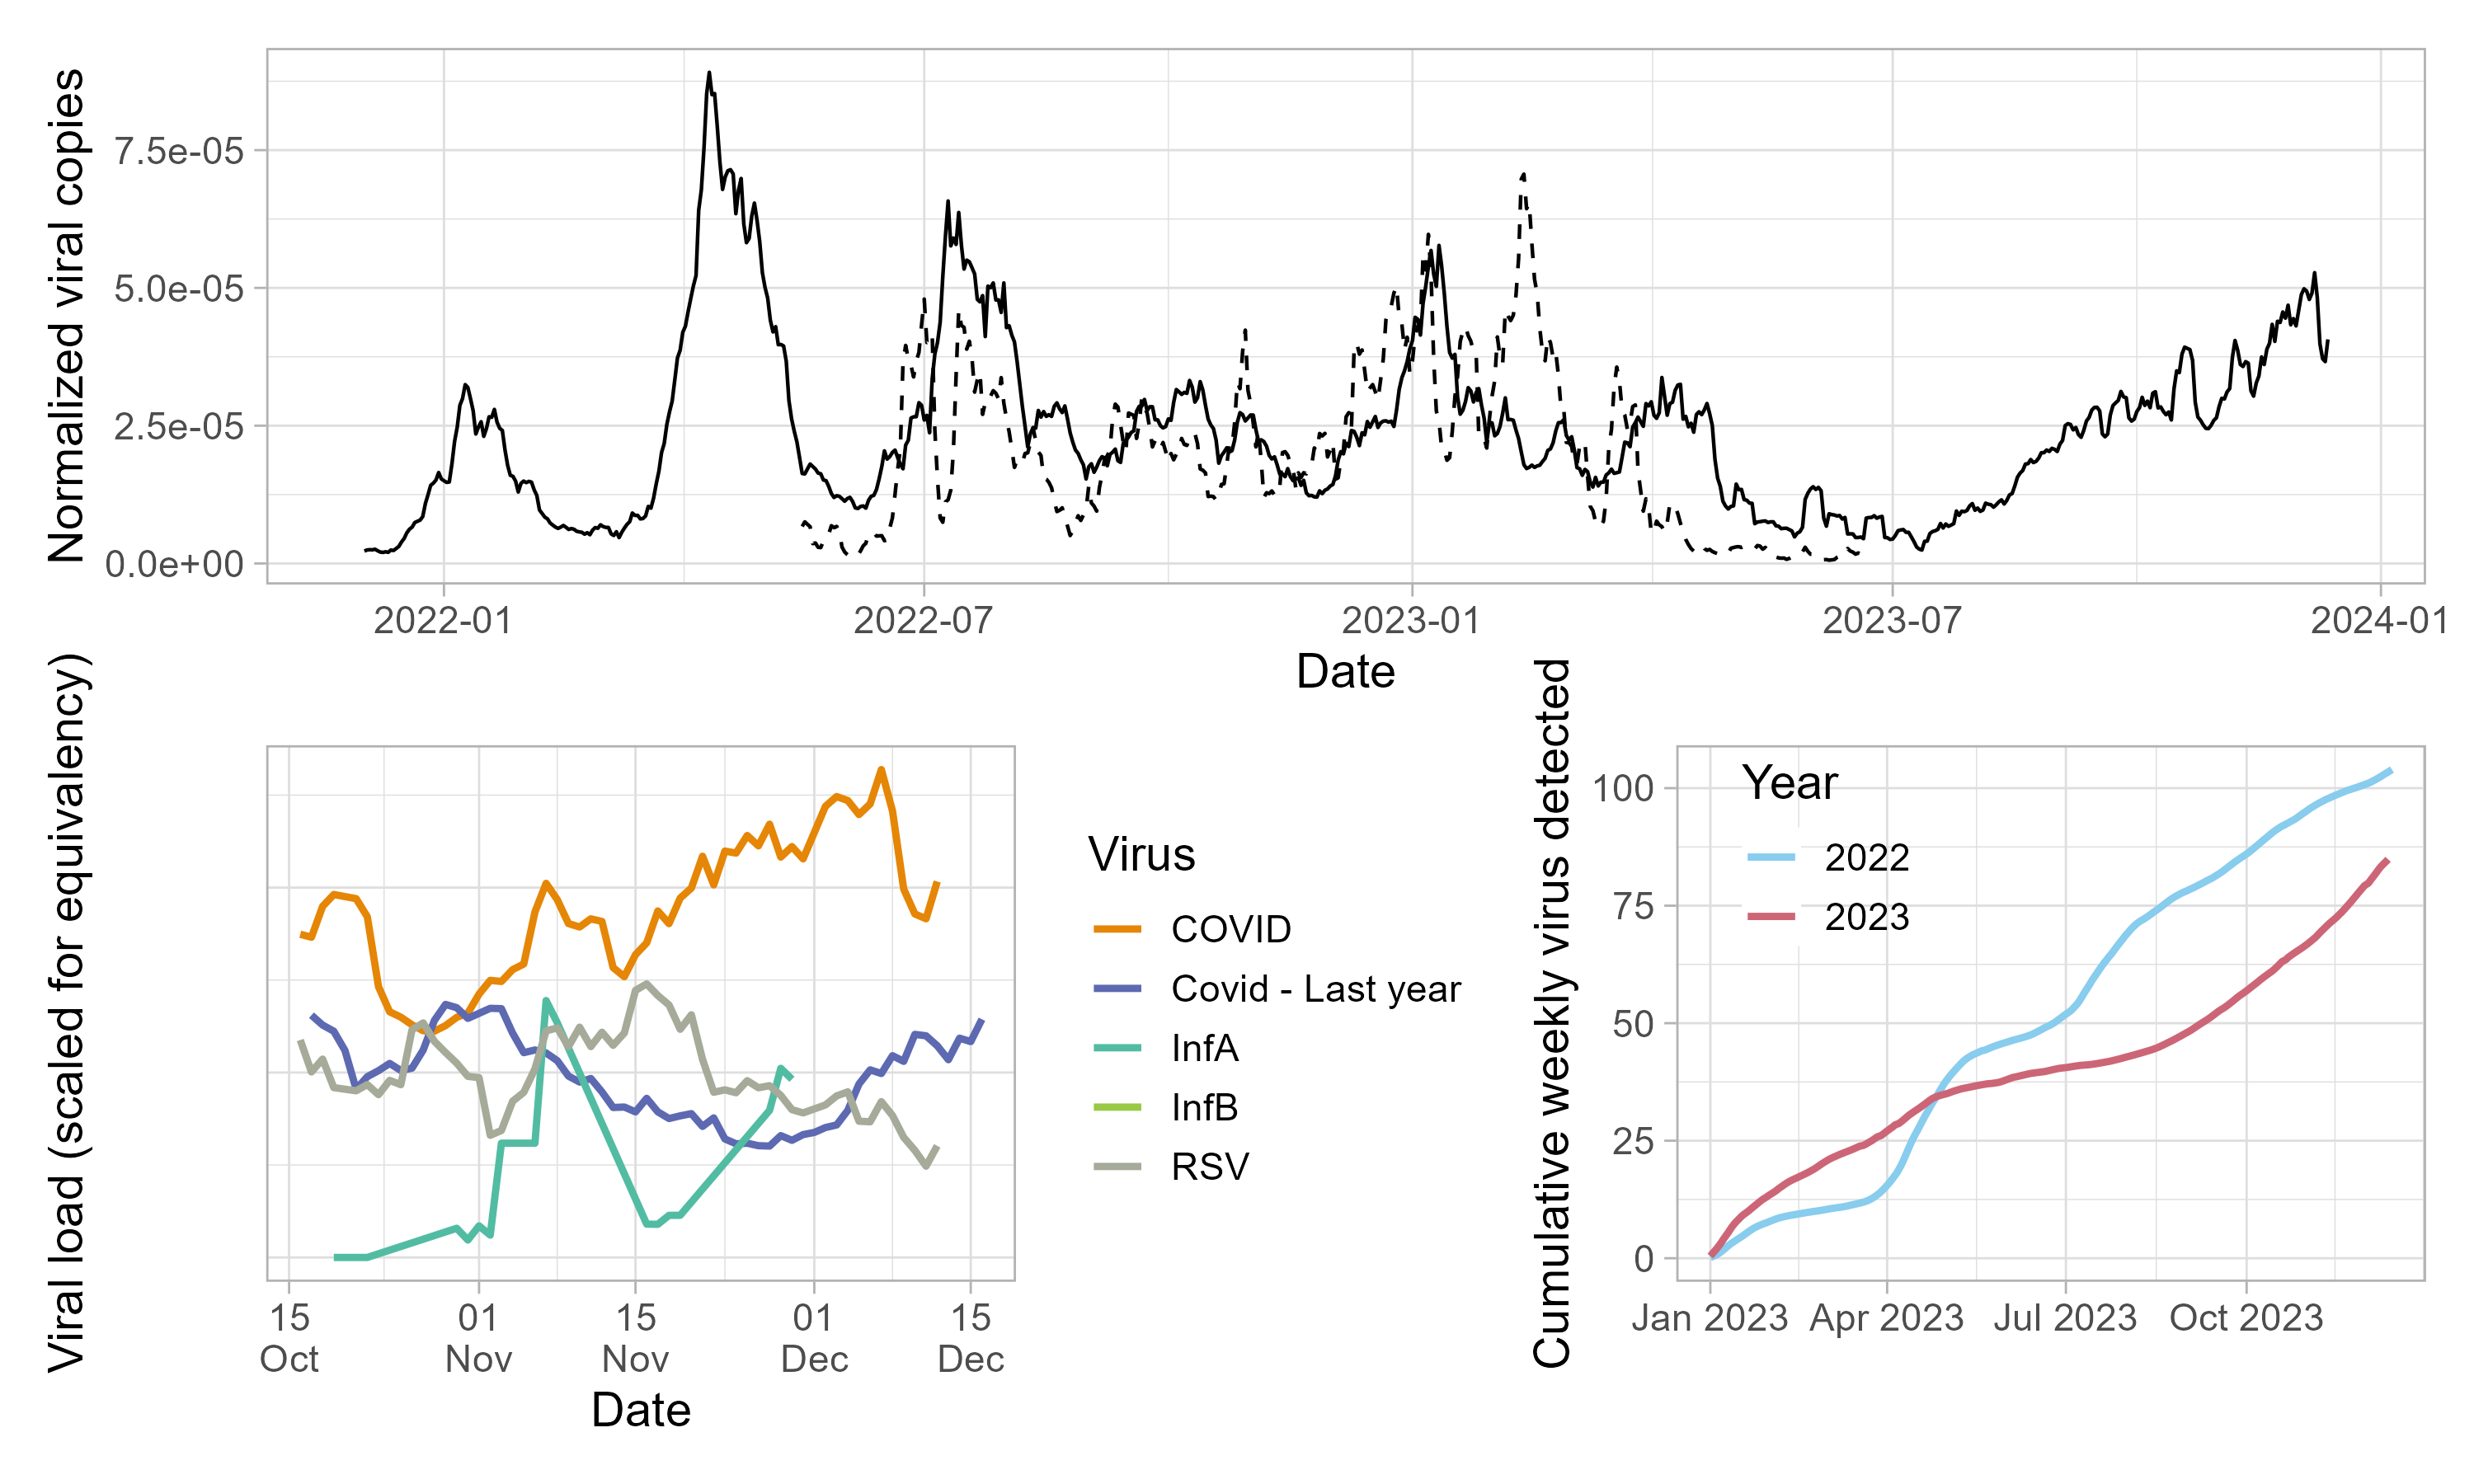 Normalized viral copies
7.5e-05
5.0e-05
2.5e-05
0.0e+00
2022-01
2022-07
2023-01
2023-07
2024-01
Date
Viral load (scaled for equivalency)
15
Oct
01
Nov
15
Nov
01
Dec
15
Dec
Date
Virus
COVID
Covid - Last year
InfA
InfB
RSV
Cumulative weekly virus detected
100
75
50
25
0
Jan 2023
Apr 2023
Jul 2023
Oct 2023
Year
2022
2023